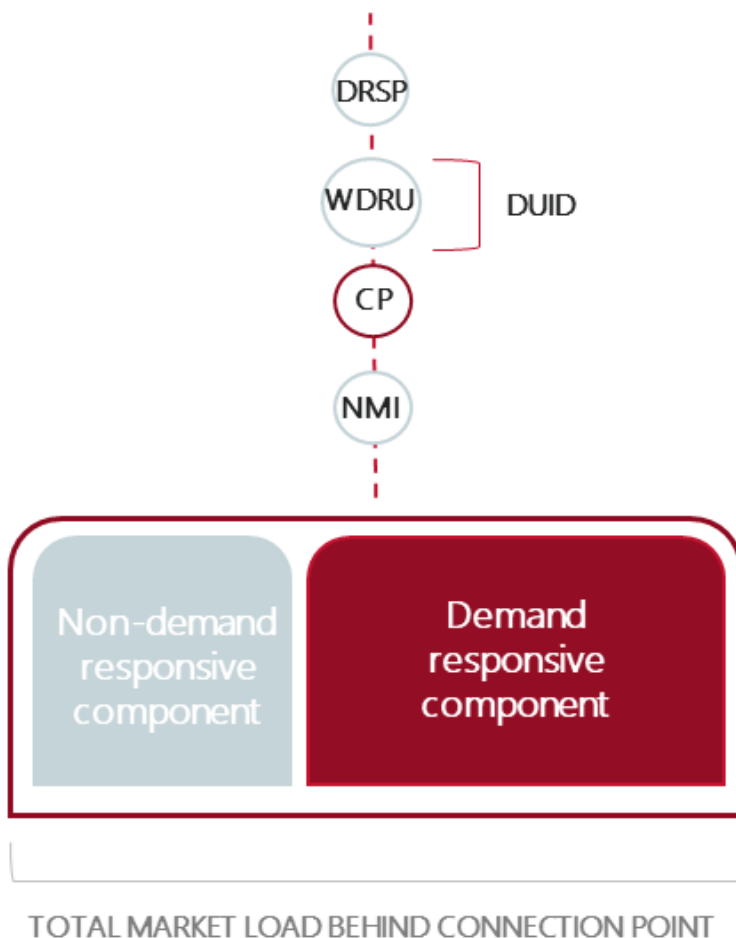 DRSP
WDRU
DUID
CP
NMI
Non-demand
responsive
component
Demand
responsive
component
TOTAL MARKET LOAD BEHIND CONNECTION POINT